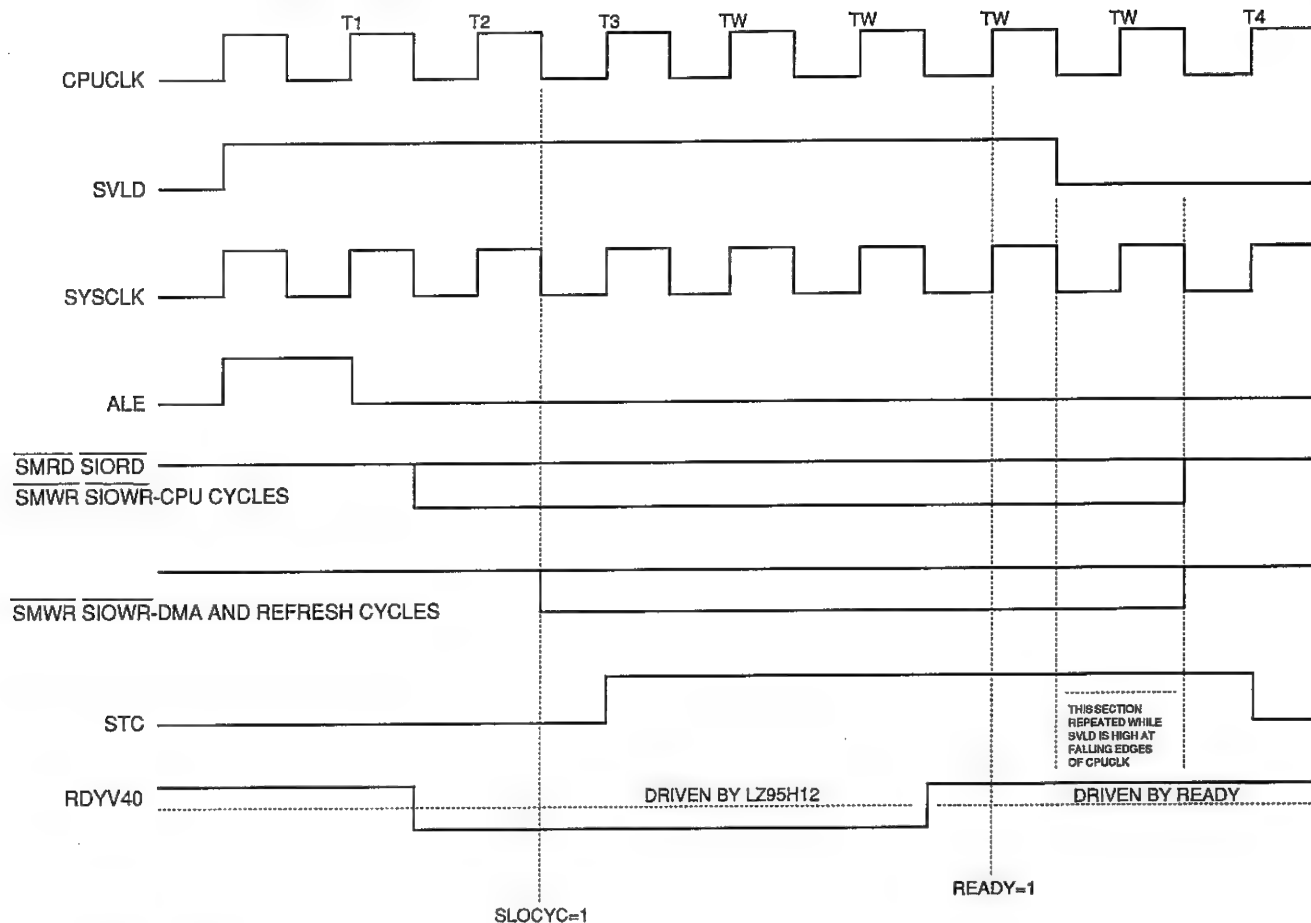 T1 T2 T3 TW TW TW TW T4
CPUCLK
SVLD
SYSCLK
ALE
SMRD SIORD
SMWR SIOWR-CPU CYCLES
SMWR SIOWR-DMA AND REFRESH CYCLES
STC
THIS SECTION
REPEATED WHILE
SVLD IS HIGH AT
FALLING EDGES
OF CPUCLK
RDYV40
DRIVEN BY LZ95H12
DRIVEN BY READY
READY=1
SLOCYC=1